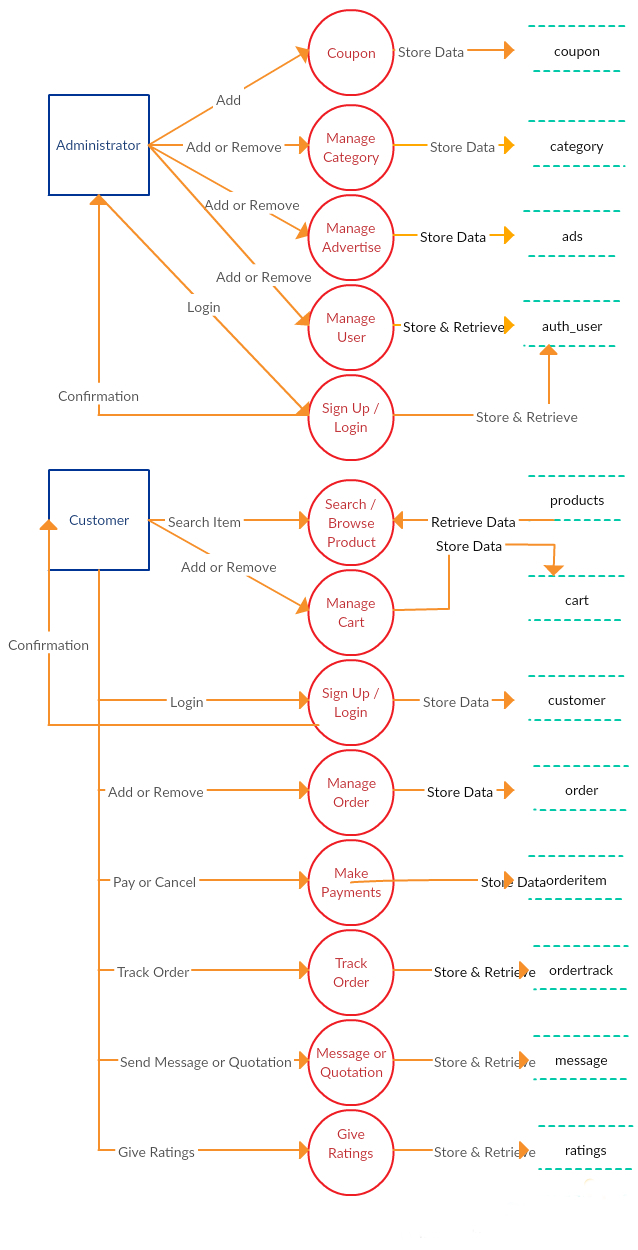 Coupon
Store Data
coupon
Add
Administrator
Add or Remove
Manage
Category
Store Data
category
Add or Remove
Manage
Advertise
Store Data
ads
Add or Remove
Manage
User
Store & Retrieve
auth_user
Login
Confirmation
Sign Up /
Login
Store & Retrieve
Customer
Search Item
Search /
Browse
Product
Retrieve Data
products
Store Data
Add or Remove
Manage
Cart
cart
Confirmation
Login
Sign Up /
Login
Store Data
customer
Add or Remove
Manage
Order
Store Data
order
Pay or Cancel
Make
Payments
Store Data
orderitem
Track Order
Track
Order
Store & Retrieve
ordertrack
Send Message or Quotation
Message or
Quotation
Store & Retrieve
message
Give Ratings
Give
Ratings
Store & Retrieve
ratings